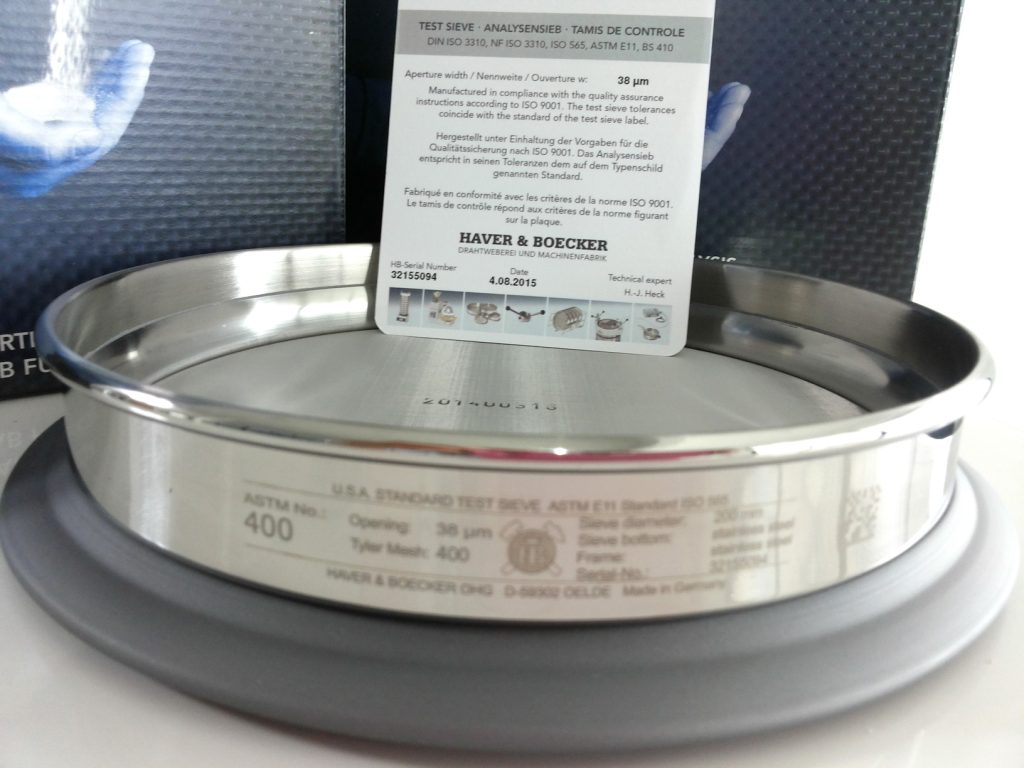 TEST SIEVE · ANALYSENSIEB · TAMIS DE CONTROLE
DIN ISO 3310, NF ISO 3310, ISO 565, ASTM E11, BS 410
Aperture width / Nennweite / Ouverture w: 38 µm
Manufactured in compliance with the quality assurance
instructions according to ISO 9001. The test sieve tolerances
coincide with the standard of the test sieve label.
Hergestellt unter Einhaltung der Vorgaben für die
Qualitätssicherung nach ISO 9001. Das Analysensieb
entspricht in seinen Toleranzen dem auf dem Typenschild
genannten Standard.
Fabriqué en conformité avec les critères de la norme ISO 9001.
Le tamis de contrôle répond aux critères de la norme figurant
sur la plaque.
HAVER & BOECKER
DRAHTWEBEREI UND MACHINENFABRIK
HB-Serial Number
32155094
Date
4.08.2015
Technical expert
H.-J. Heck
U.S.A. STANDARD TEST SIEVE ASTM E11 Standard ISO 565
ASTM No.:
400
Opening: 38 µm
Tyler Mesh: 400
Sieve diameter: 200 mm
Sieve bottom: stainless steel
Frame: stainless steel
Serial-No.: 32155094
HAVER & BOECKER OHG D-59302 OELDE Made in Germany